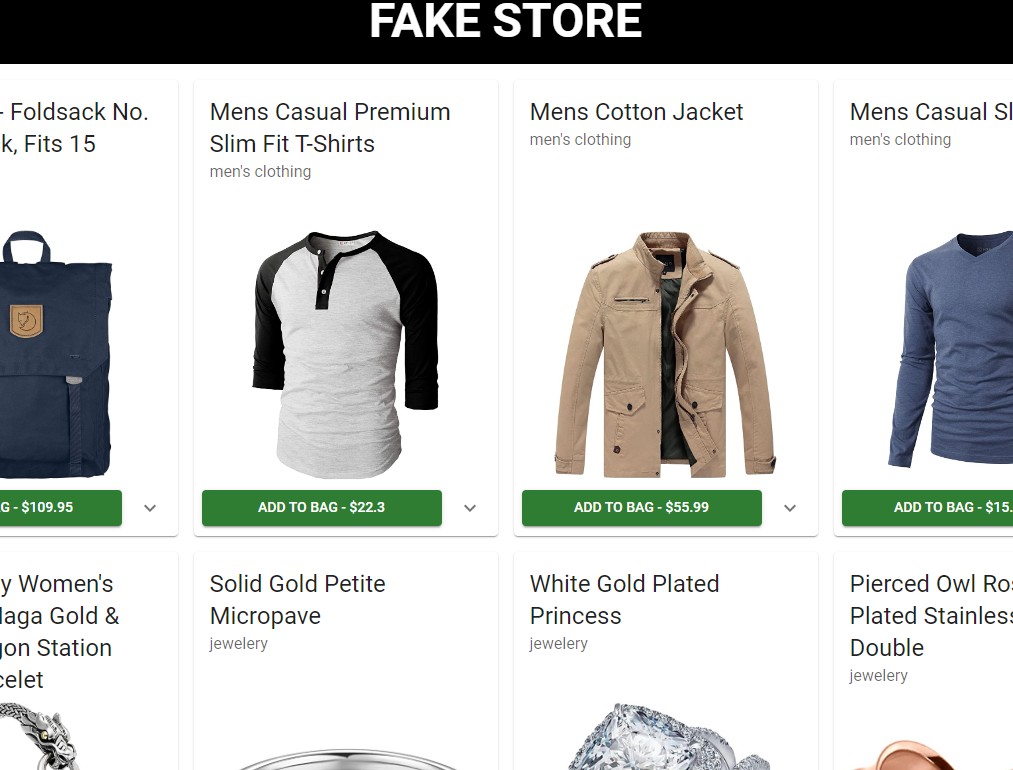 FAKE STORE
- Foldsack No.
k, Fits 15
Mens Casual Premium
Slim Fit T-Shirts
men's clothing
Mens Cotton Jacket
men's clothing
Mens Casual Sl
men's clothing
G - $109.95
ADD TO BAG - $22.3
ADD TO BAG - $55.99
ADD TO BAG - $15.
y Women's
Naga Gold &
gon Station
celet
Solid Gold Petite
Micropave
jewelery
White Gold Plated
Princess
jewelery
Pierced Owl Ros
Plated Stainless
Double
jewelery